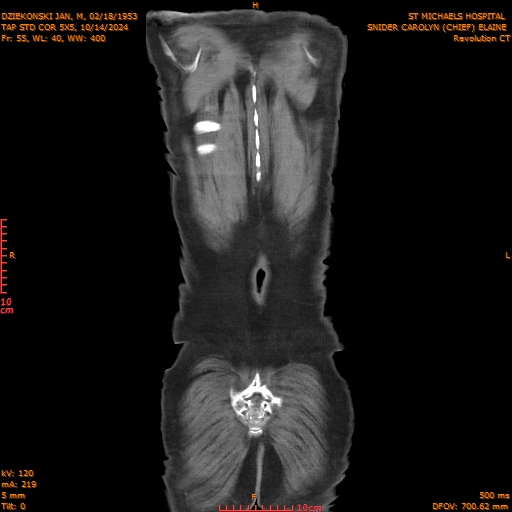 H
DZIEKONSKI JAN, M, 02/18/1953
TAP STD COR 5X5, 10/14/2024
Fr: 55, WL: 40, WW: 400
ST MICHAELS HOSPITAL
SNIDER CAROLYN (CHIEF) ELAINE
Revolution CT
R
L
10
cm
kV: 120
mA: 219
5 mm
Tilt: 0
F
10cm
500 ms
DFOV: 700.62 mm